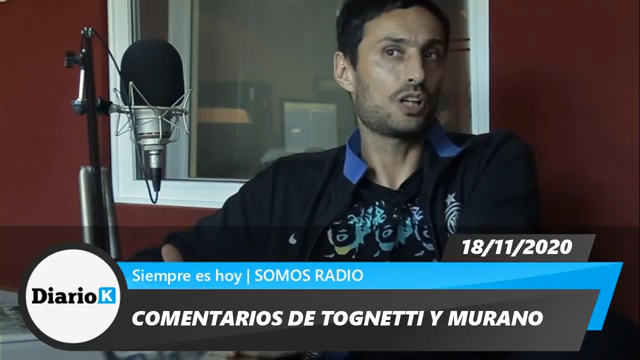 18/11/2020
Siempre es hoy | SOMOS RADIO
DiarioK
COMENTARIOS DE TOGNETTI Y MURANO